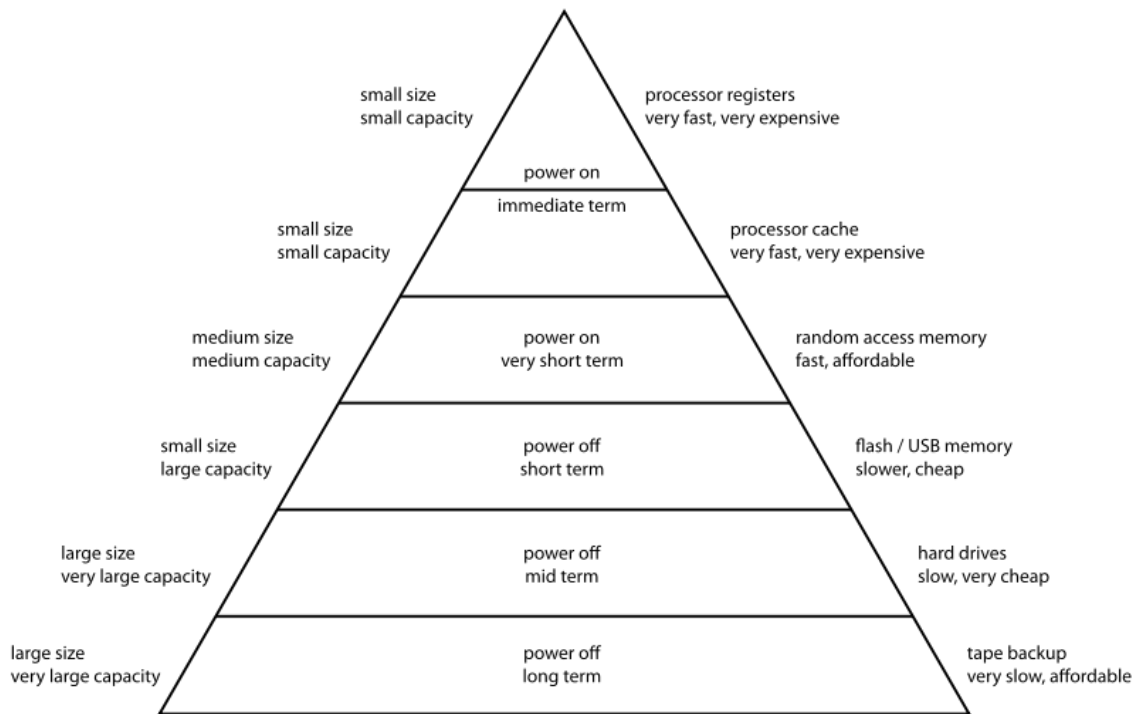 small size
small capacity
processor registers
very fast, very expensive
power on
immediate term
small size
small capacity
processor cache
very fast, very expensive
medium size
medium capacity
power on
very short term
random access memory
fast, affordable
small size
large capacity
power off
short term
flash / USB memory
slower, cheap
large size
very large capacity
power off
mid term
hard drives
slow, very cheap
large size
very large capacity
power off
long term
tape backup
very slow, affordable